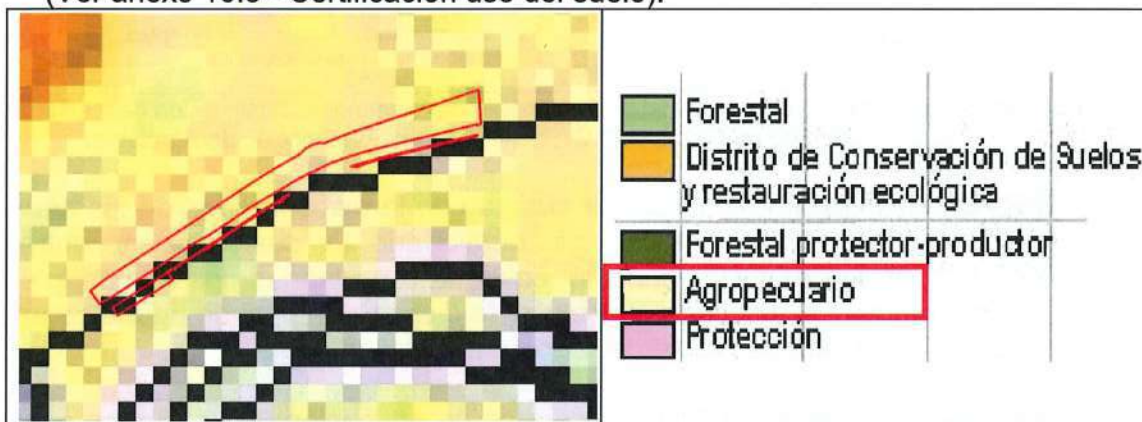 Forestal
Distrito de Conservación de Suelos
y restauración ecológica
Forestal protector-productor
Agropecuario
Protección